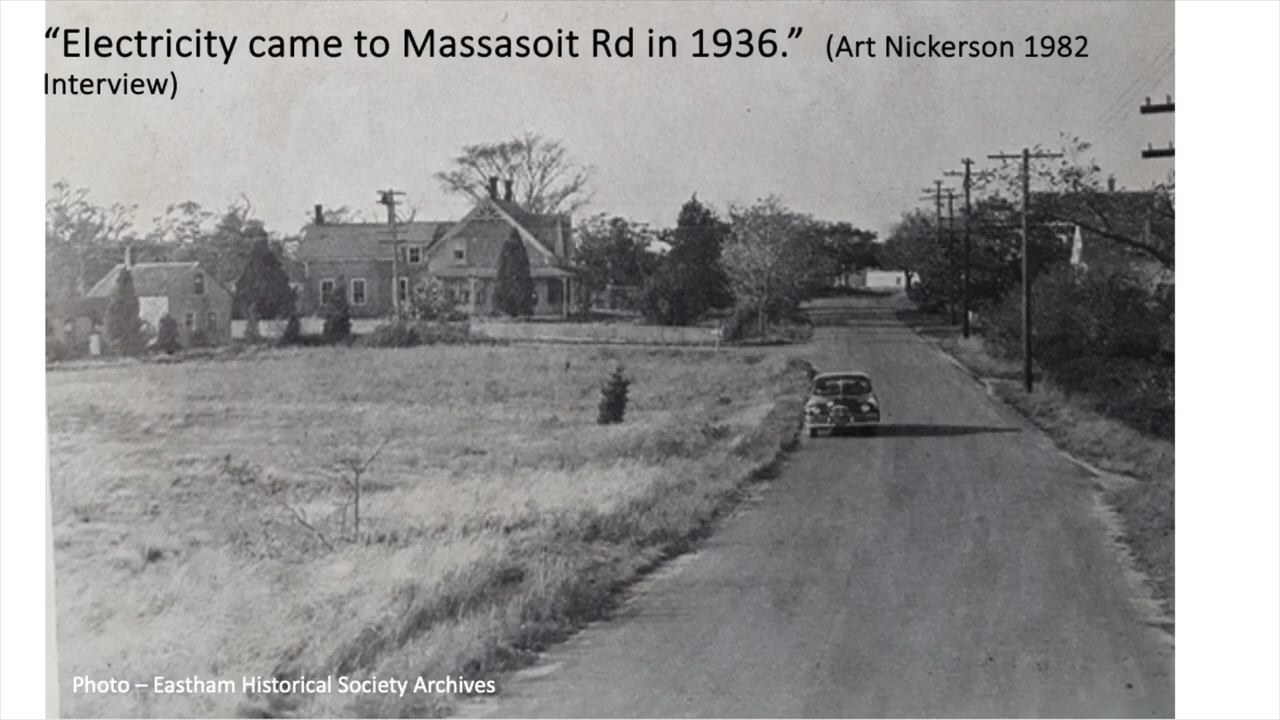 “Electricity came to Massasoit Rd in 1936.” (Art Nickerson 1982
Interview)
Photo – Eastham Historical Society Archives